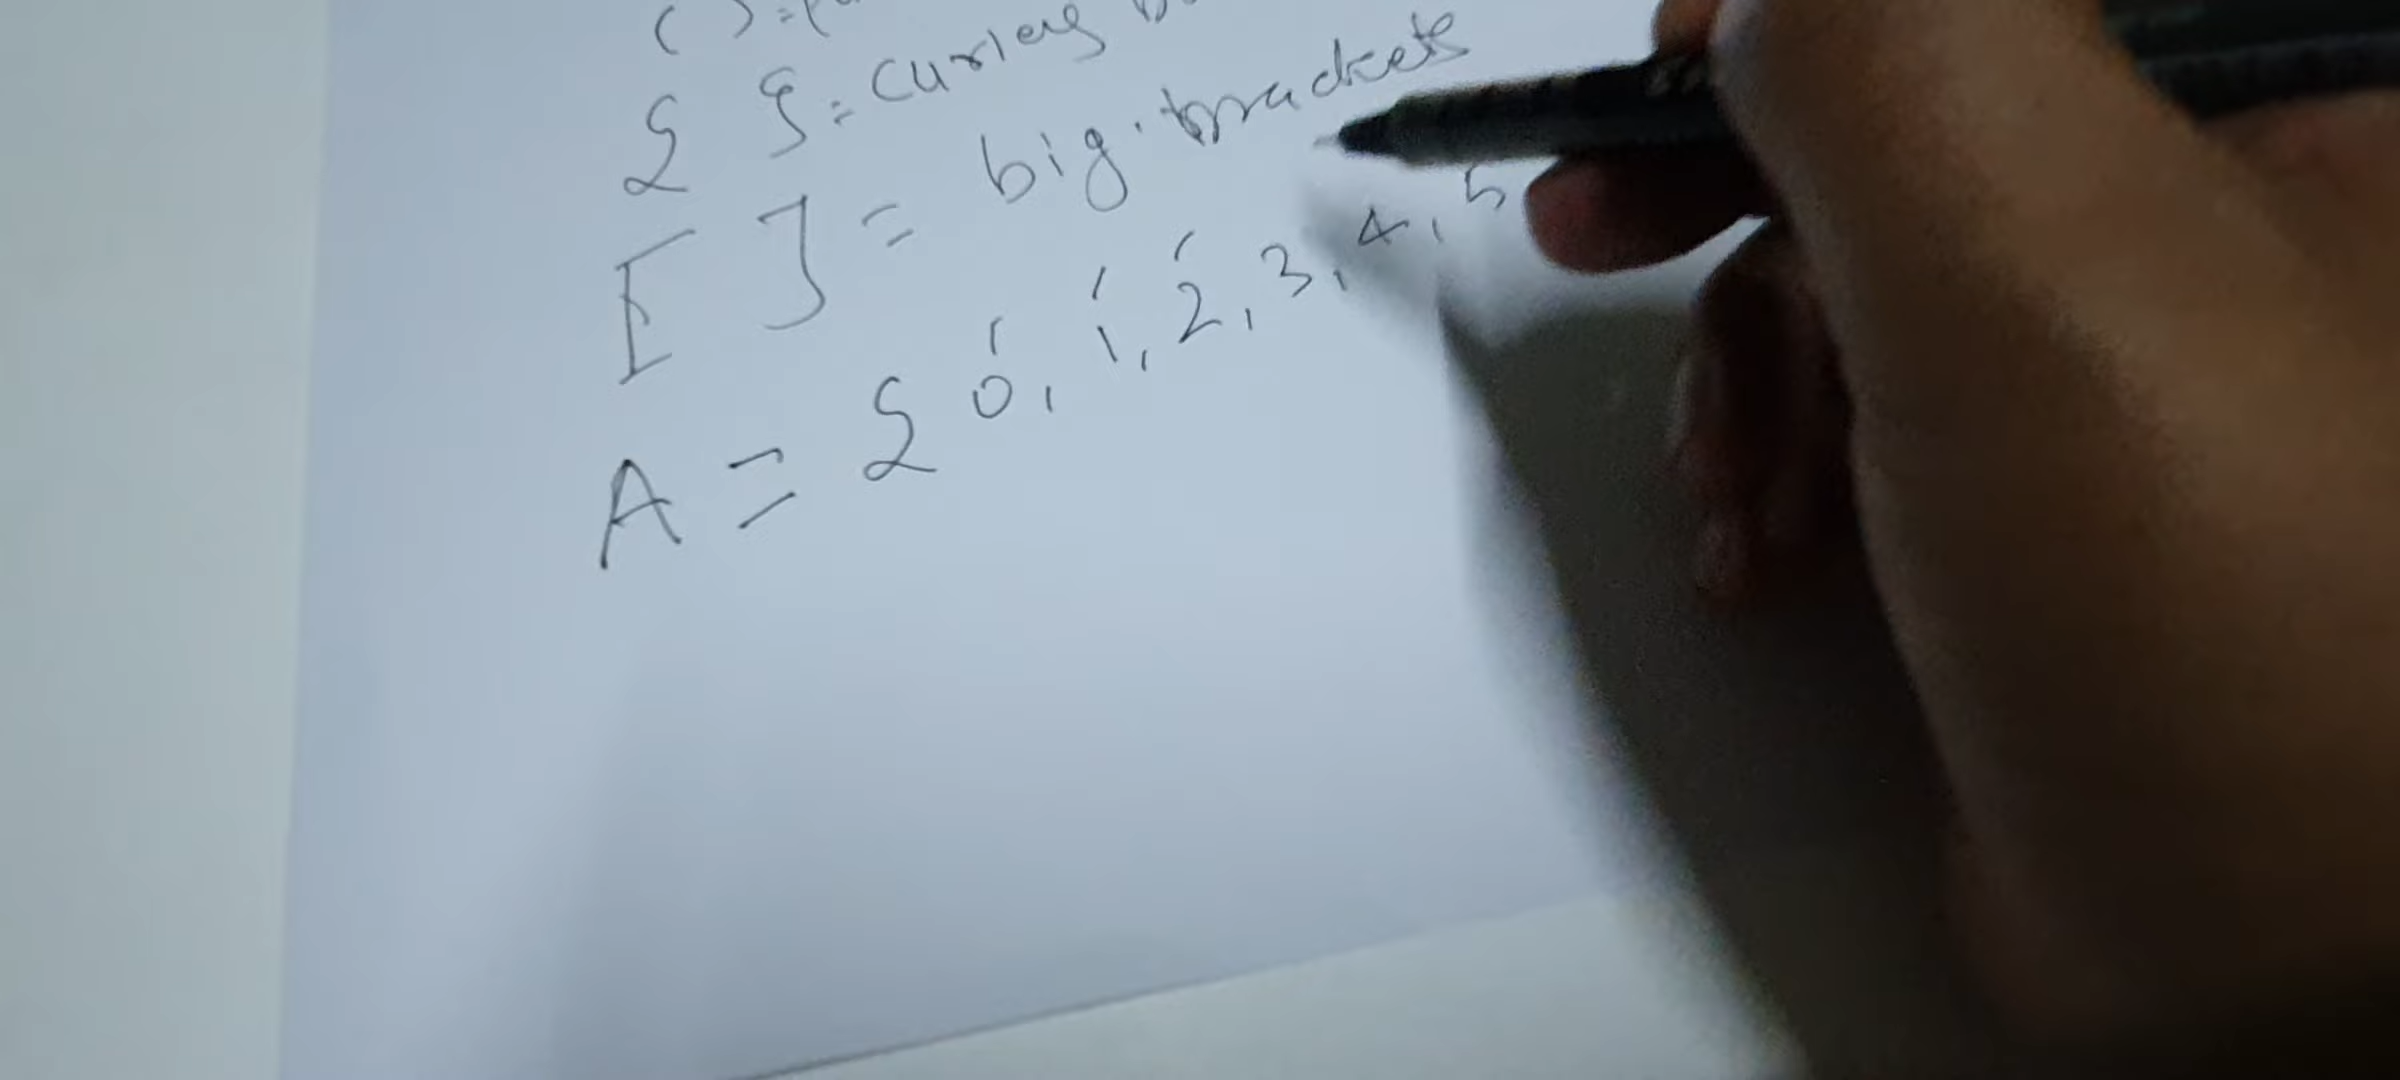 ( ) =
{ } = curley
[ ] = big brackets
A = { 0, 1, 2, 3, 4, 5